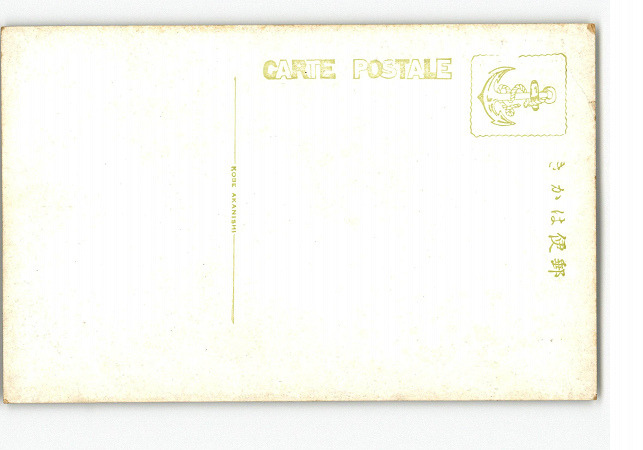 CARTE POSTALE
KOBE AKANISHI
きかは便郵